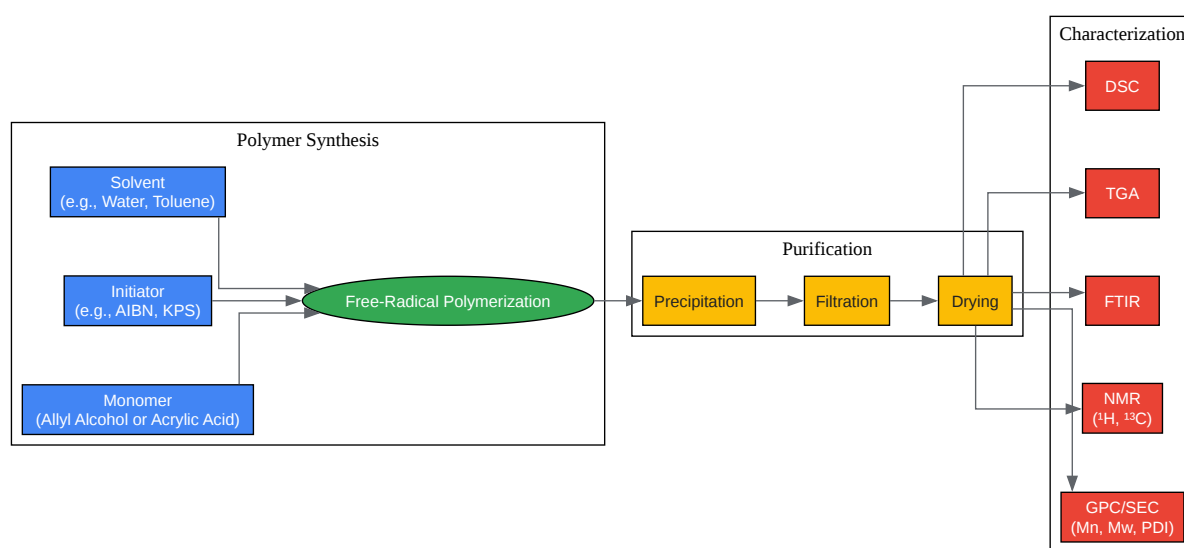 Polymer Synthesis
Solvent
(e.g., Water, Toluene)
Initiator
(e.g., AIBN, KPS)
Monomer
(Allyl Alcohol or Acrylic Acid)
Free-Radical Polymerization
Purification
Precipitation
Filtration
Drying
Characterization
DSC
TGA
FTIR
NMR
(¹H, ¹³C)
GPC/SEC
(Mn, Mw, PDI)